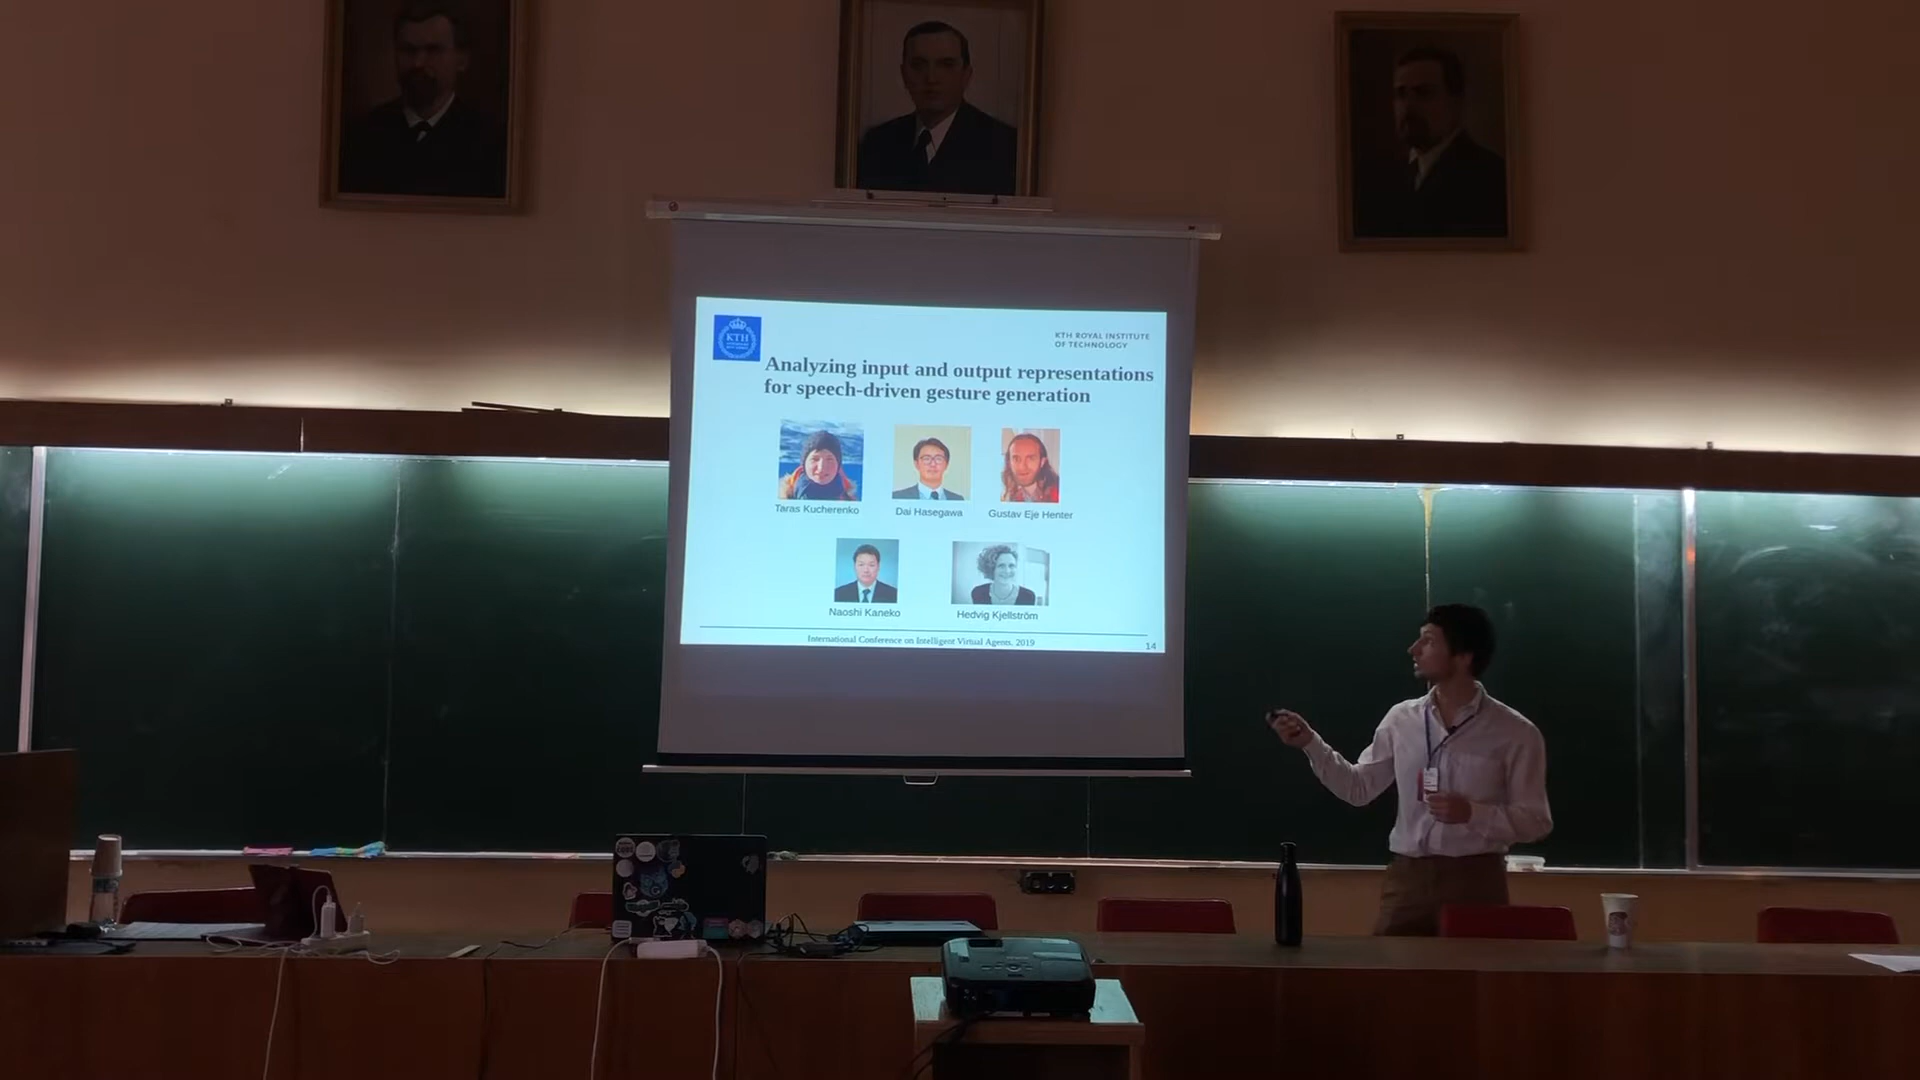 KTH
KTH ROYAL INSTITUTE
OF TECHNOLOGY
Analyzing input and output representations
for speech-driven gesture generation
Taras Kucherenko
Dai Hasegawa
Gustav Eje Henter
Naoshi Kaneko
Hedvig Kjellström
International Conference on Intelligent Virtual Agents, 2019
14